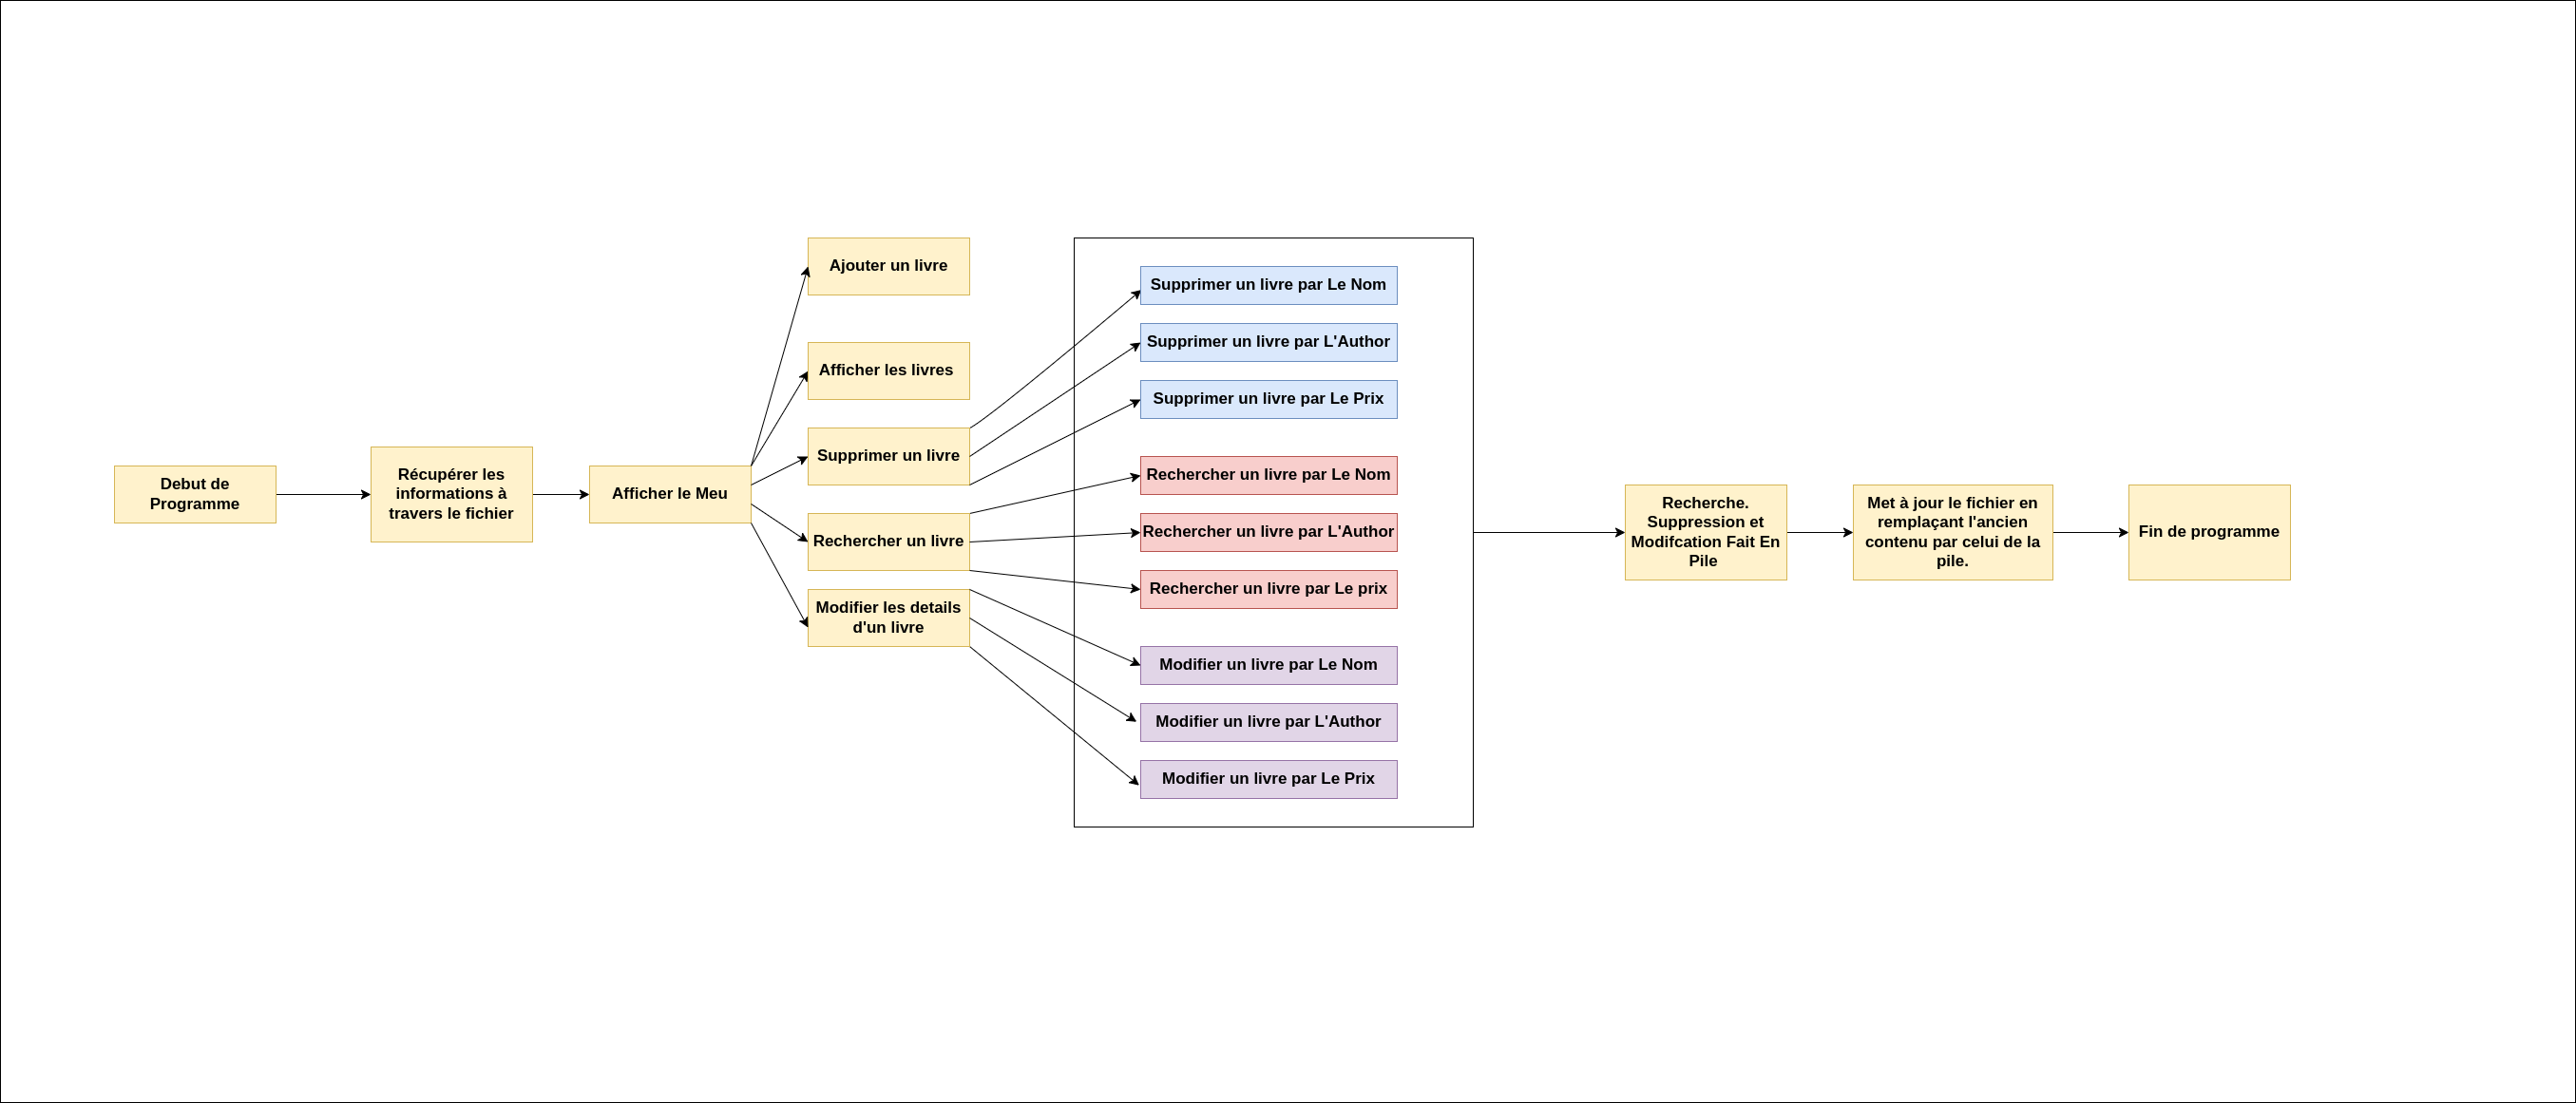 Debut de
Programme
Récupérer les
informations à
travers le fichier
Afficher le Meu
Ajouter un livre
Afficher les livres
Supprimer un livre
Rechercher un livre
Modifier les details
d'un livre
Supprimer un livre par Le Nom
Supprimer un livre par L'Author
Supprimer un livre par Le Prix
Rechercher un livre par Le Nom
Rechercher un livre par L'Author
Rechercher un livre par Le prix
Modifier un livre par Le Nom
Modifier un livre par L'Author
Modifier un livre par Le Prix
Recherche.
Suppression et
Modifcation Fait En
Pile
Met à jour le fichier en
remplaçant l'ancien
contenu par celui de la
pile.
Fin de programme